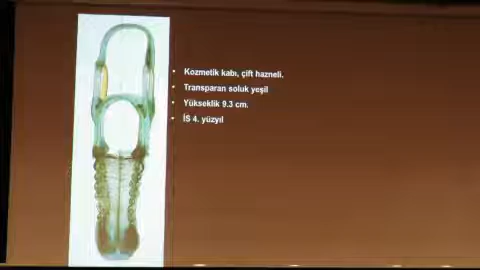 Kozmetik kabı, çift hazneli.
Transparan soluk yeşil
Yükseklik 9.3 cm.
İS 4. yüzyıl